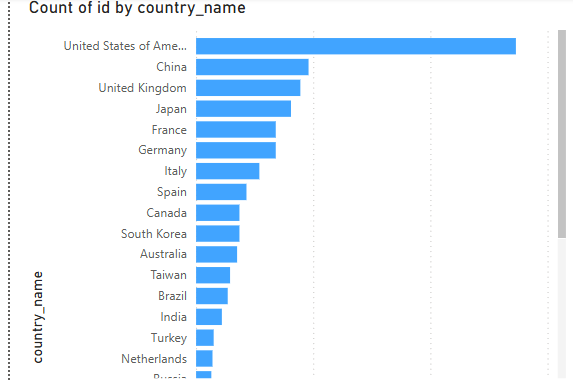 Count of id by country_name
United States of Ame...
China
United Kingdom
Japan
France
Germany
Italy
Spain
Canada
South Korea
Australia
Taiwan
Brazil
India
Turkey
Netherlands
Russia
country_name